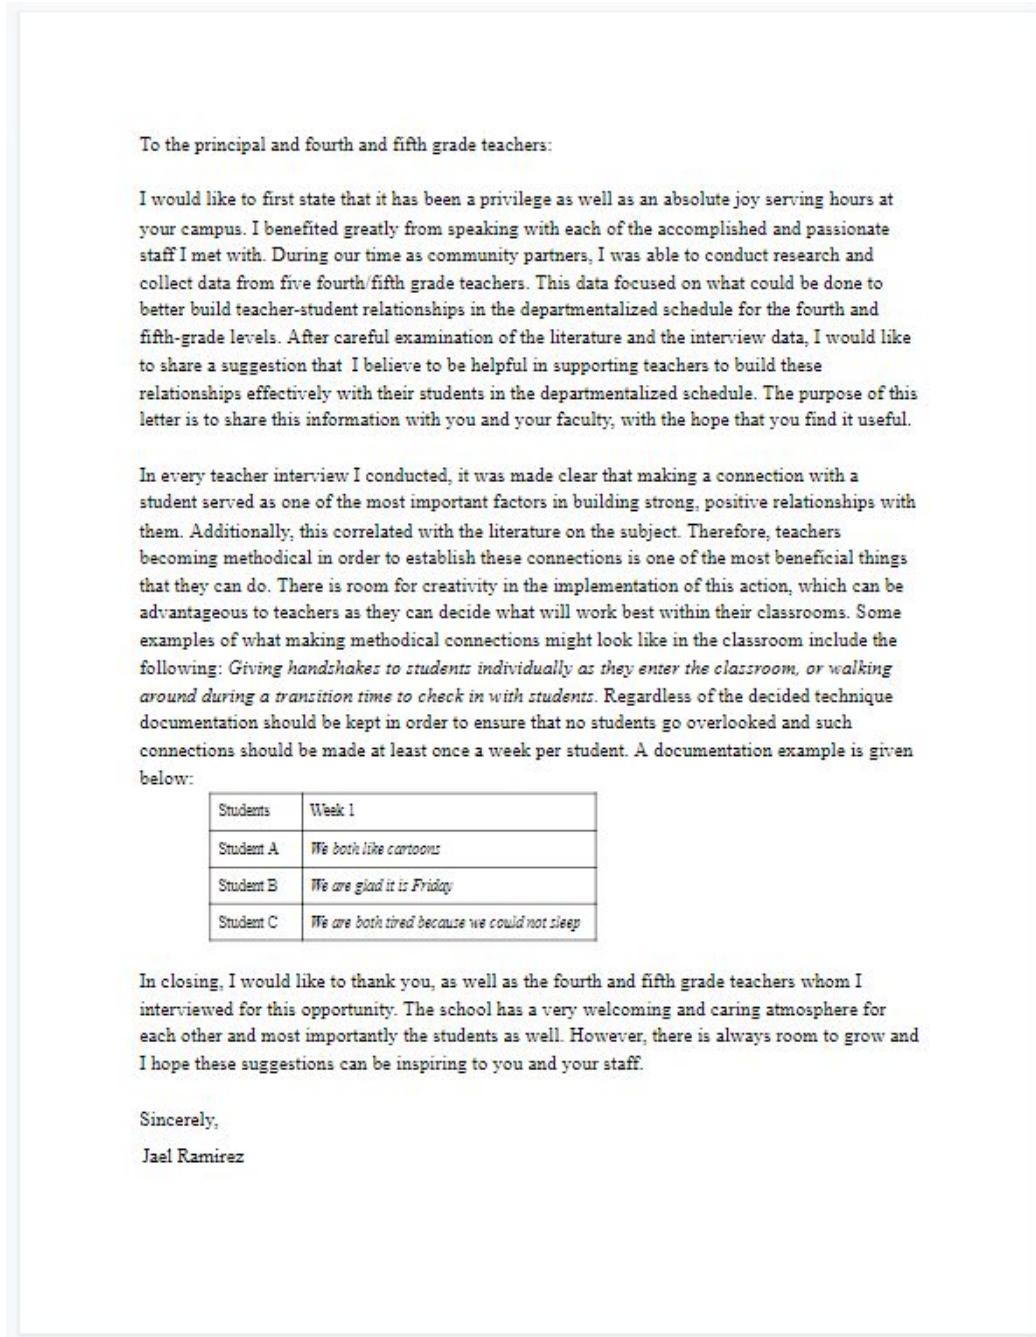 To the principal and fourth and fifth grade teachers:
I would like to first state that it has been a privilege as well as an absolute joy serving hours at
your campus. I benefited greatly from speaking with each of the accomplished and passionate
staff I met with. During our time as community partners, I was able to conduct research and
collect data from five fourth/fifth grade teachers. This data focused on what could be done to
better build teacher-student relationships in the departmentalized schedule for the fourth and
fifth-grade levels. After careful examination of the literature and the interview data, I would like
to share a suggestion that I believe to be helpful in supporting teachers to build these
relationships effectively with their students in the departmentalized schedule. The purpose of this
letter is to share this information with you and your faculty, with the hope that you find it useful.
In every teacher interview I conducted, it was made clear that making a connection with a
student served as one of the most important factors in building strong, positive relationships with
them. Additionally, this correlated with the literature on the subject. Therefore, teachers
becoming methodical in order to establish these connections is one of the most beneficial things
that they can do. There is room for creativity in the implementation of this action, which can be
advantageous to teachers as they can decide what will work best within their classrooms. Some
examples of what making methodical connections might look like in the classroom include the
following: Giving handshakes to students individually as they enter the classroom, or walking
around during a transition time to check in with students. Regardless of the decided technique
documentation should be kept in order to ensure that no students go overlooked and such
connections should be made at least once a week per student. A documentation example is given
below:
Students Week 1
Student A We both like cartoons
Student B We are glad it is Friday
Student C We are both tired because we could not sleep
In closing, I would like to thank you, as well as the fourth and fifth grade teachers whom I
interviewed for this opportunity. The school has a very welcoming and caring atmosphere for
each other and most importantly the students as well. However, there is always room to grow and
I hope these suggestions can be inspiring to you and your staff.
Sincerely,
Jael Ramirez